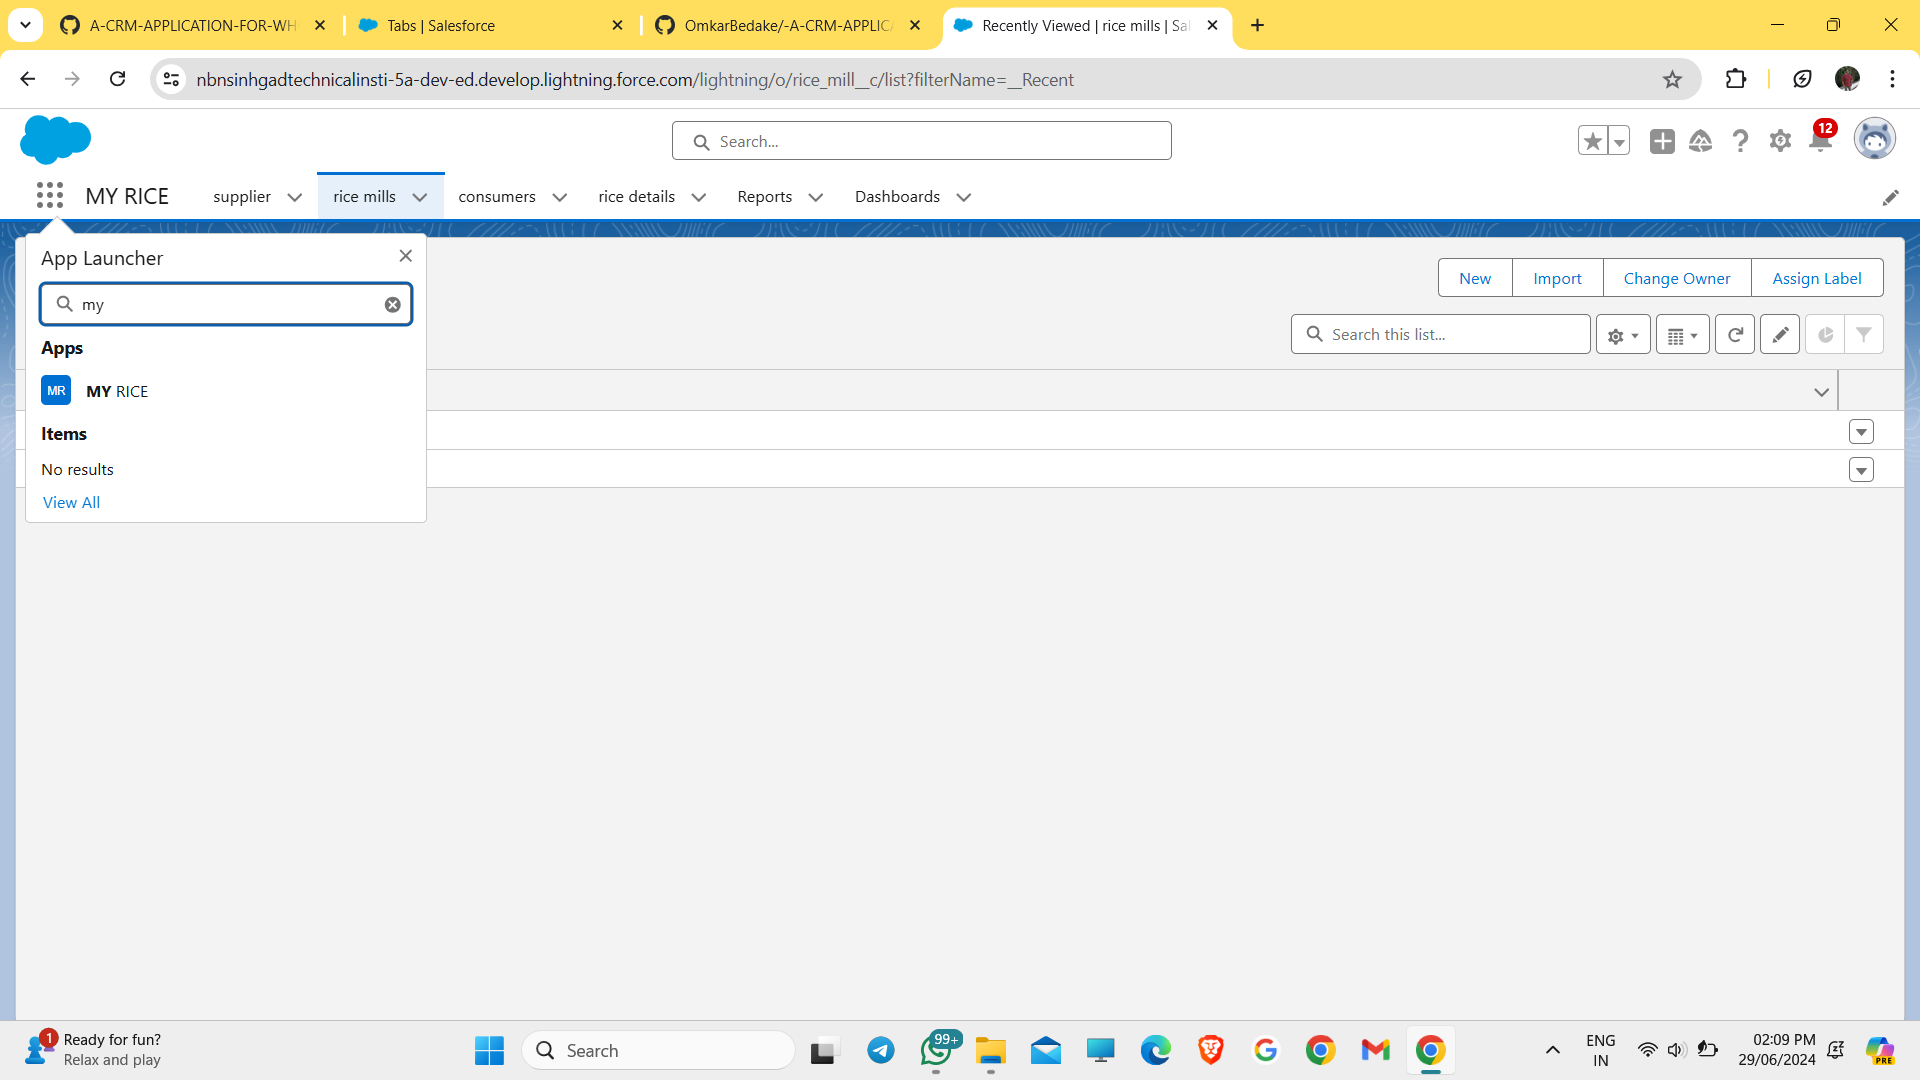 A-CRM-APPLICATION-FOR-WH
Tabs | Salesforce
OmkarBedake/-A-CRM-APPLICA
Recently Viewed | rice mills | Sal
nbnsinhgadtechnicalinsti-5a-dev-ed.develop.lightning.force.com/lightning/o/rice_mill__c/list?filterName=__Recent
Search...
12
MY RICE
supplier
rice mills
consumers
rice details
Reports
Dashboards
App Launcher
my
Apps
MR
MY RICE
Items
No results
View All
New
Import
Change Owner
Assign Label
Search this list...
1
Ready for fun?
Relax and play
Search
99+
ENG
IN
02:09 PM
29/06/2024
PRE